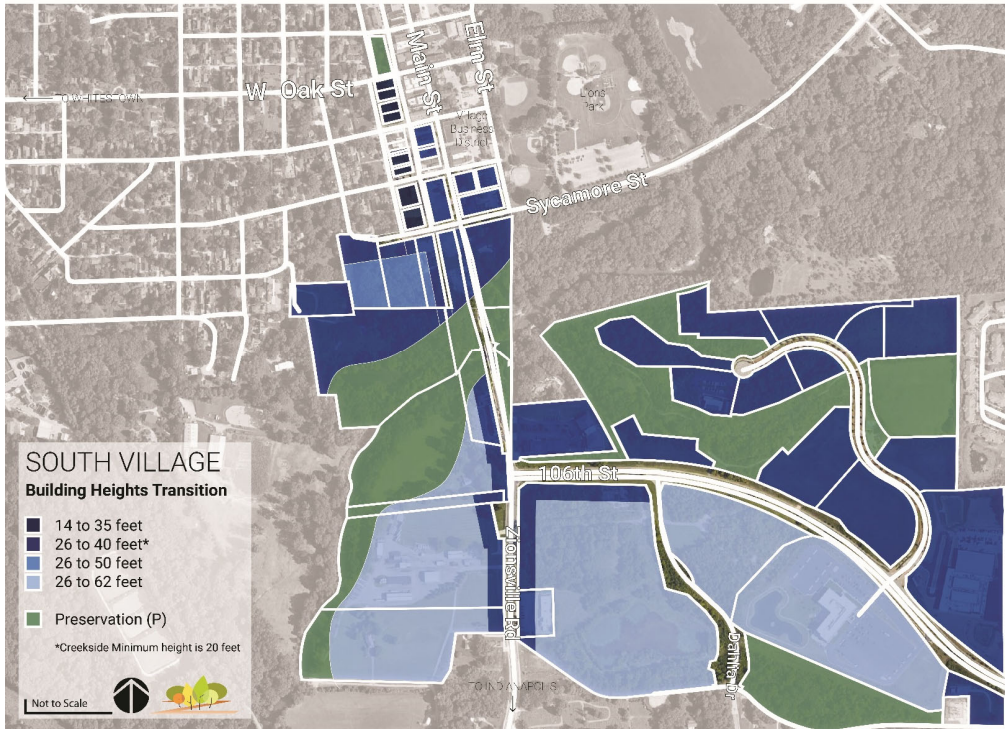 Elm St
Main St
W Oak St
TO WHITESTOWN
Lions
Park
Village
Business
District
Sycamore St
106th St
Zionsville Rd
Dahlia Dr
TO INDIANAPOLIS
SOUTH VILLAGE
Building Heights Transition
14 to 35 feet
26 to 40 feet*
26 to 50 feet
26 to 62 feet
Preservation (P)
*Creekside Minimum height is 20 feet
Not to Scale